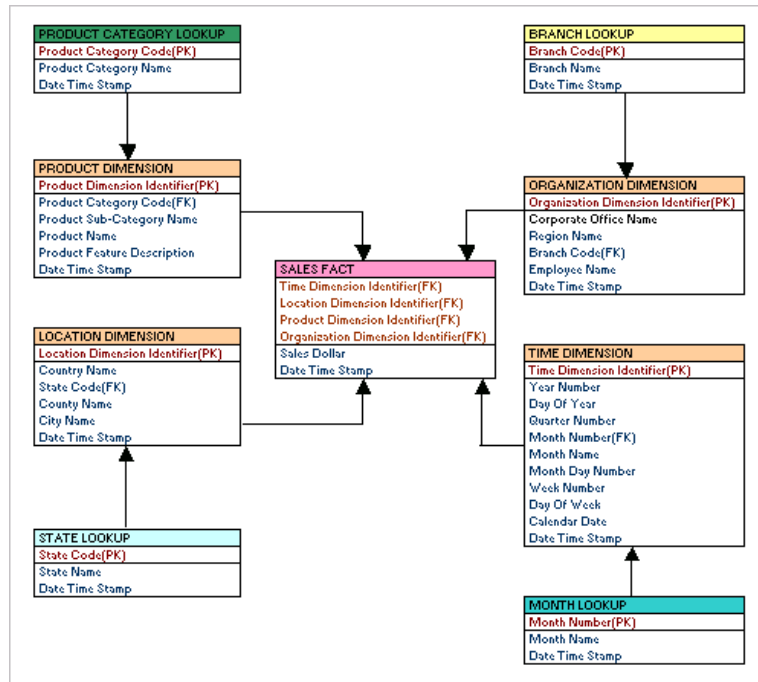 PRODUCT CATEGORY LOOKUP
Product Category Code(PK)
Product Category Name
Date Time Stamp
BRANCH LOOKUP
Branch Code(PK)
Branch Name
Date Time Stamp
PRODUCT DIMENSION
Product Dimension Identifier(PK)
Product Category Code(FK)
Product Sub-Category Name
Product Name
Product Feature Description
Date Time Stamp
ORGANIZATION DIMENSION
Organization Dimension Identifier(PK)
Corporate Office Name
Region Name
Branch Code(FK)
Employee Name
Date Time Stamp
SALES FACT
Time Dimension Identifier(FK)
Location Dimension Identifier(FK)
Product Dimension Identifier(FK)
Organization Dimension Identifier(FK)
Sales Dollar
Date Time Stamp
LOCATION DIMENSION
Location Dimension Identifier(PK)
Country Name
State Code(FK)
County Name
City Name
Date Time Stamp
TIME DIMENSION
Time Dimension Identifier(PK)
Year Number
Day Of Year
Quarter Number
Month Number(FK)
Month Name
Month Day Number
Week Number
Day Of Week
Calendar Date
Date Time Stamp
STATE LOOKUP
State Code(PK)
State Name
Date Time Stamp
MONTH LOOKUP
Month Number(PK)
Month Name
Date Time Stamp